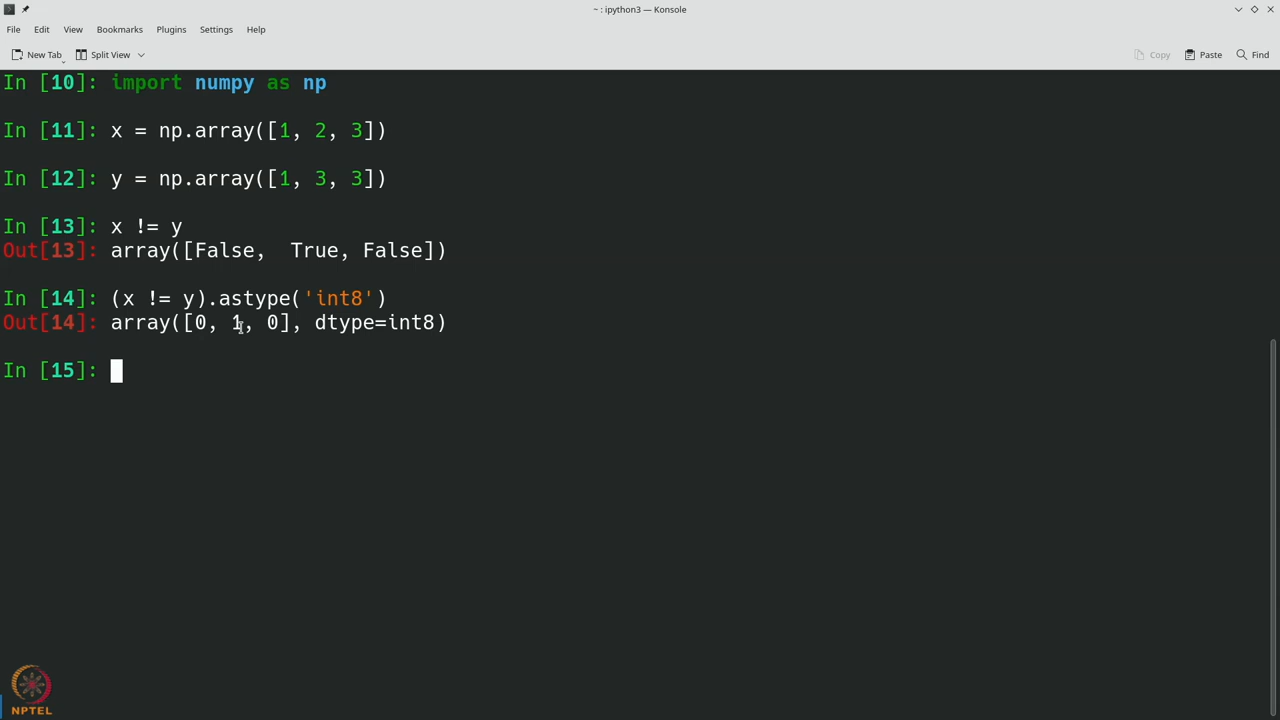 ~ : ipython3 — Konsole
File Edit View Bookmarks Plugins Settings Help
New Tab Split View Copy Paste Find
In [10]: import numpy as np
In [11]: x = np.array([1, 2, 3])
In [12]: y = np.array([1, 3, 3])
In [13]: x != y
Out[13]: array([False,  True, False])
In [14]: (x != y).astype('int8')
Out[14]: array([0, 1, 0], dtype=int8)
In [15]:
NPTEL